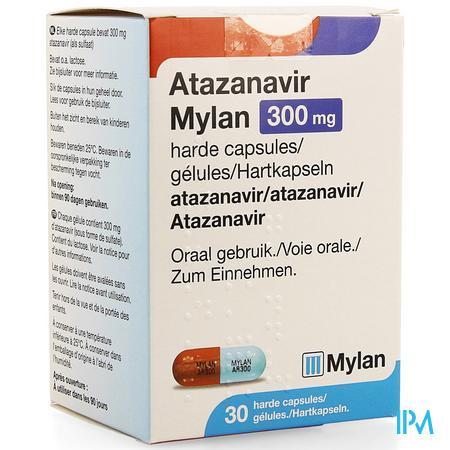 NL Elke harde capsule bevat 300 mg
atazanavir (als sulfaat)
Bevat o.a. lactose.
Zie bijsluiter voor meer informatie.
Slik de capsules in hun geheel door.
Lees voor gebruik de bijsluiter.
Buiten het zicht en bereik van kinderen
houden.
Bewaren beneden 25°C. Bewaren in de
oorspronkelijke verpakking ter
bescherming tegen vocht.
Na opening:
binnen 90 dagen gebruiken.
FR Chaque gélule contient 300 mg
d'atazanavir (sous forme de sulfate).
Contient du lactose. Voir la notice pour
plus d'informations.
Les gélules doivent être avalées sans
les ouvrir. Lire la notice avant utilisation.
Tenir hors de la vue et de la portée des
enfants.
À conserver à une température
inférieure à 25°C. À conserver dans
l'emballage d'origine à l'abri de
l'humidité.
Après ouverture :
À utiliser dans les 90 jours
Atazanavir
Mylan 300 mg
harde capsules/
gélules/Hartkapseln
atazanavir/atazanavir/
Atazanavir
Oraal gebruik./Voie orale./
Zum Einnehmen.
MYLAN MYLAN
AR300 AR300
Mylan
30 harde capsules/
gélules./Hartkapseln.
IPM